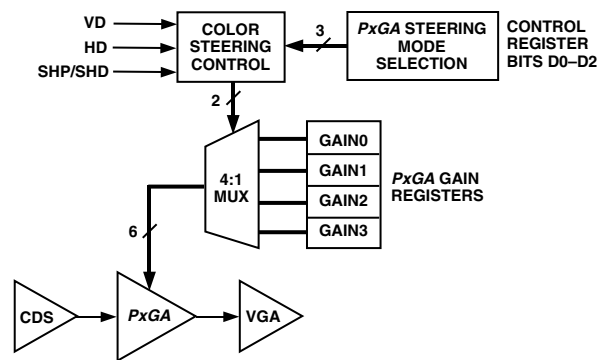 VD
HD
SHP/SHD
COLOR
STEERING
CONTROL
3
PxGA STEERING
MODE
SELECTION
CONTROL
REGISTER
BITS D0–D2
2
4:1
MUX
GAIN0
GAIN1
GAIN2
GAIN3
PxGA GAIN
REGISTERS
6
CDS
PxGA
VGA